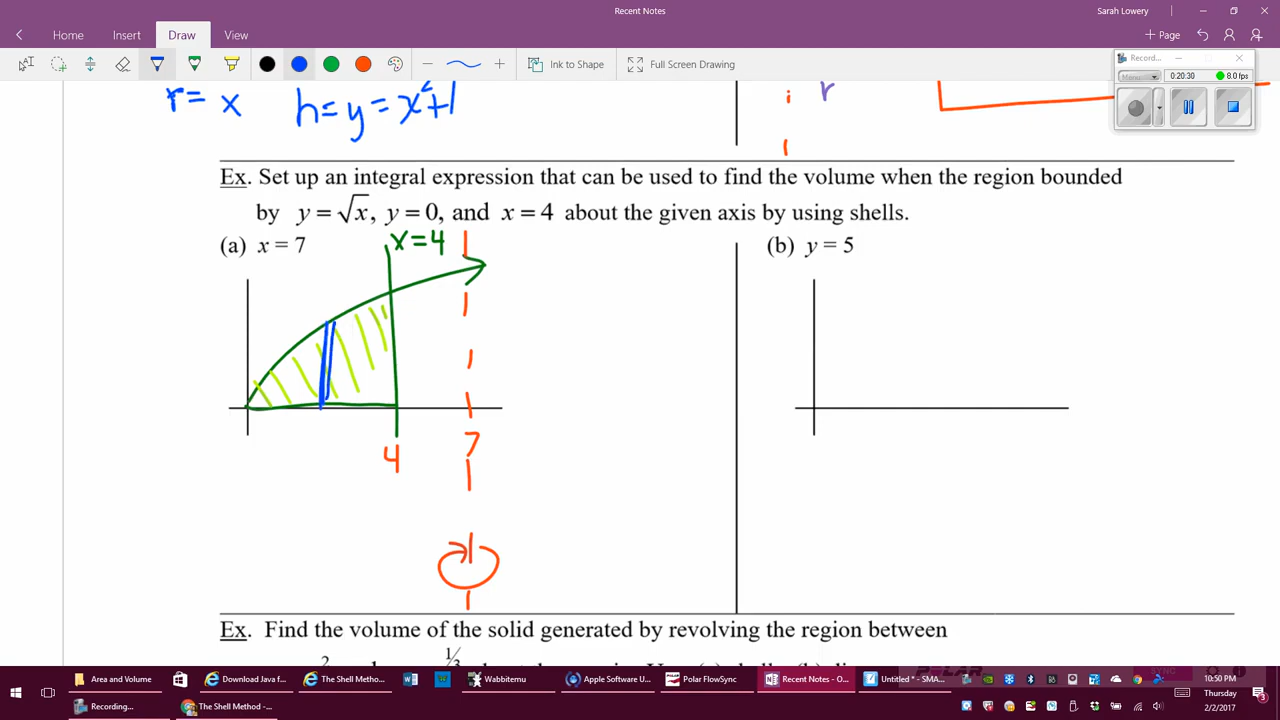 Recent Notes
Sarah Lowery
Home Insert Draw View
Page
Ink to Shape Full Screen Drawing
Record...
0:20:30 8.0 fps
r = x h = y = x²+1
r
Ex. Set up an integral expression that can be used to find the volume when the region bounded
by y = √x, y = 0, and x = 4 about the given axis by using shells.
(a) x = 7
x = 4
(b) y = 5
4
7
Ex. Find the volume of the solid generated by revolving the region between
Area and Volume
Download Java f...
The Shell Metho...
Wabbitemu
Apple Software U...
Polar FlowSync
Recent Notes - O...
Untitled * - SMA...
10:50 PM
Thursday
2/2/2017
Recording...
The Shell Method -...